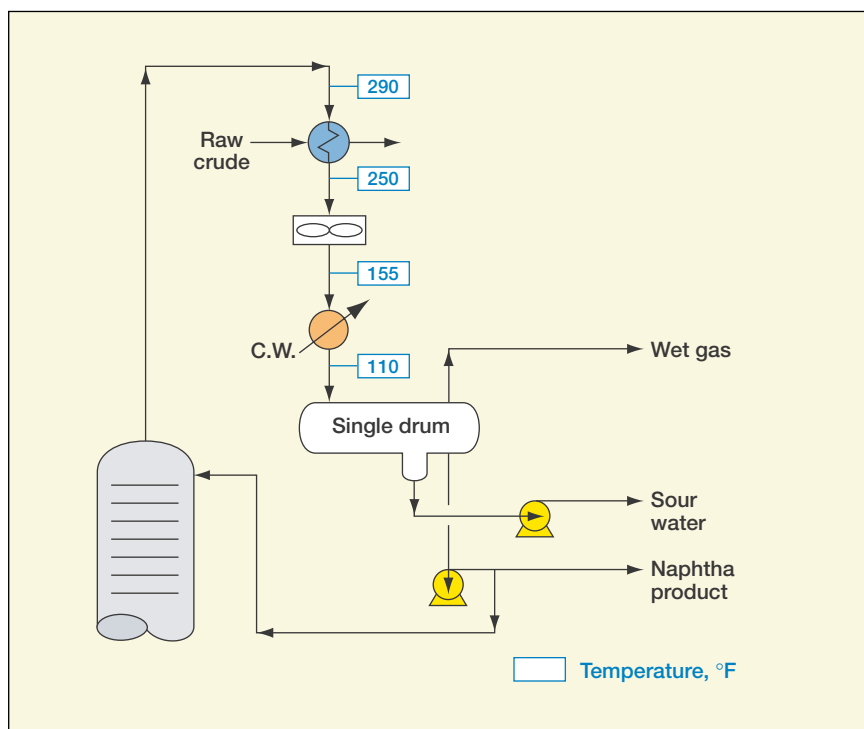 290
Raw
crude
250
155
C.W.
110
Wet gas
Single drum
Sour
water
Naphtha
product
Temperature, °F